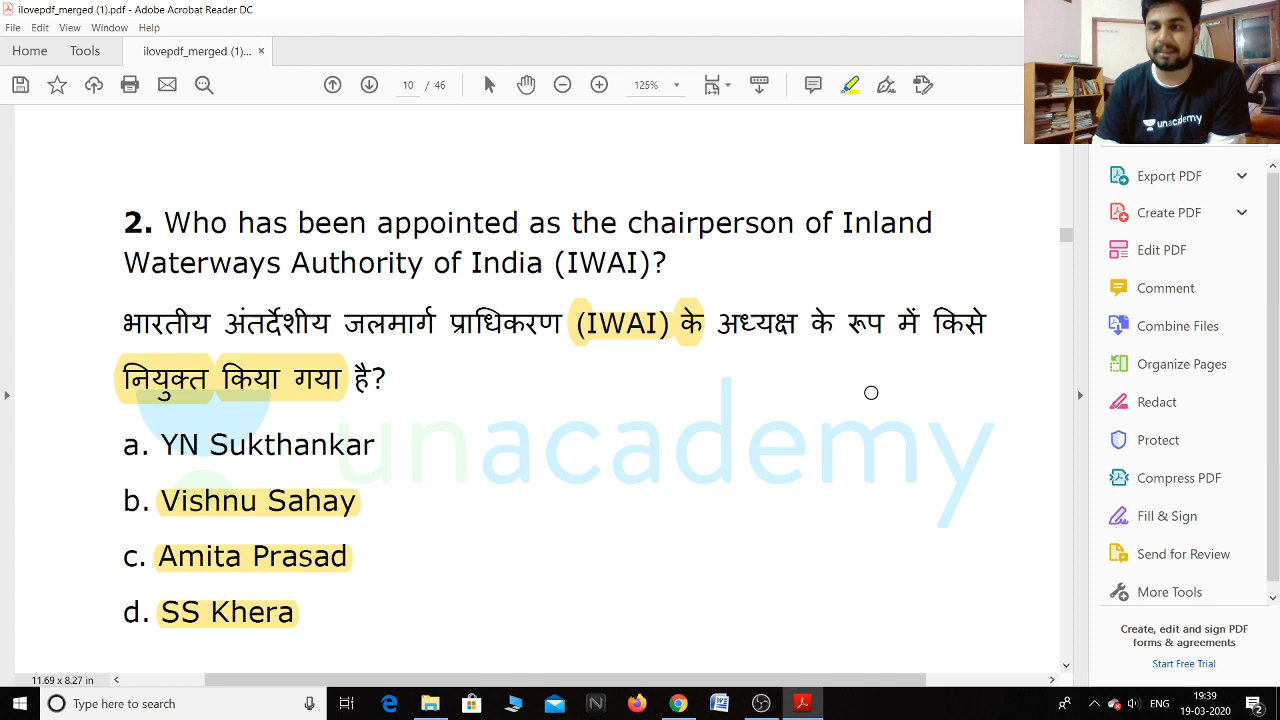 ilovepdf_merged (1).pdf - Adobe Acrobat Reader DC
File Edit View Window Help
Home Tools ilovepdf_merged (1)... ×
10 / 46 125%
unacademy
2. Who has been appointed as the chairperson of Inland
Waterways Authority of India (IWAI)?
भारतीय अंतर्देशीय जलमार्ग प्राधिकरण (IWAI) के अध्यक्ष के रूप में किसे
नियुक्त किया गया है?
a. YN Sukthankar
b. Vishnu Sahay
c. Amita Prasad
d. SS Khera
unacademy
Export PDF
Create PDF
Edit PDF
Comment
Combine Files
Organize Pages
Redact
Protect
Compress PDF
Fill & Sign
Send for Review
More Tools
Create, edit and sign PDF
forms & agreements
Start Free Trial
11.69 x 8.27 in
Type here to search
ENG
19:39
19-03-2020
2